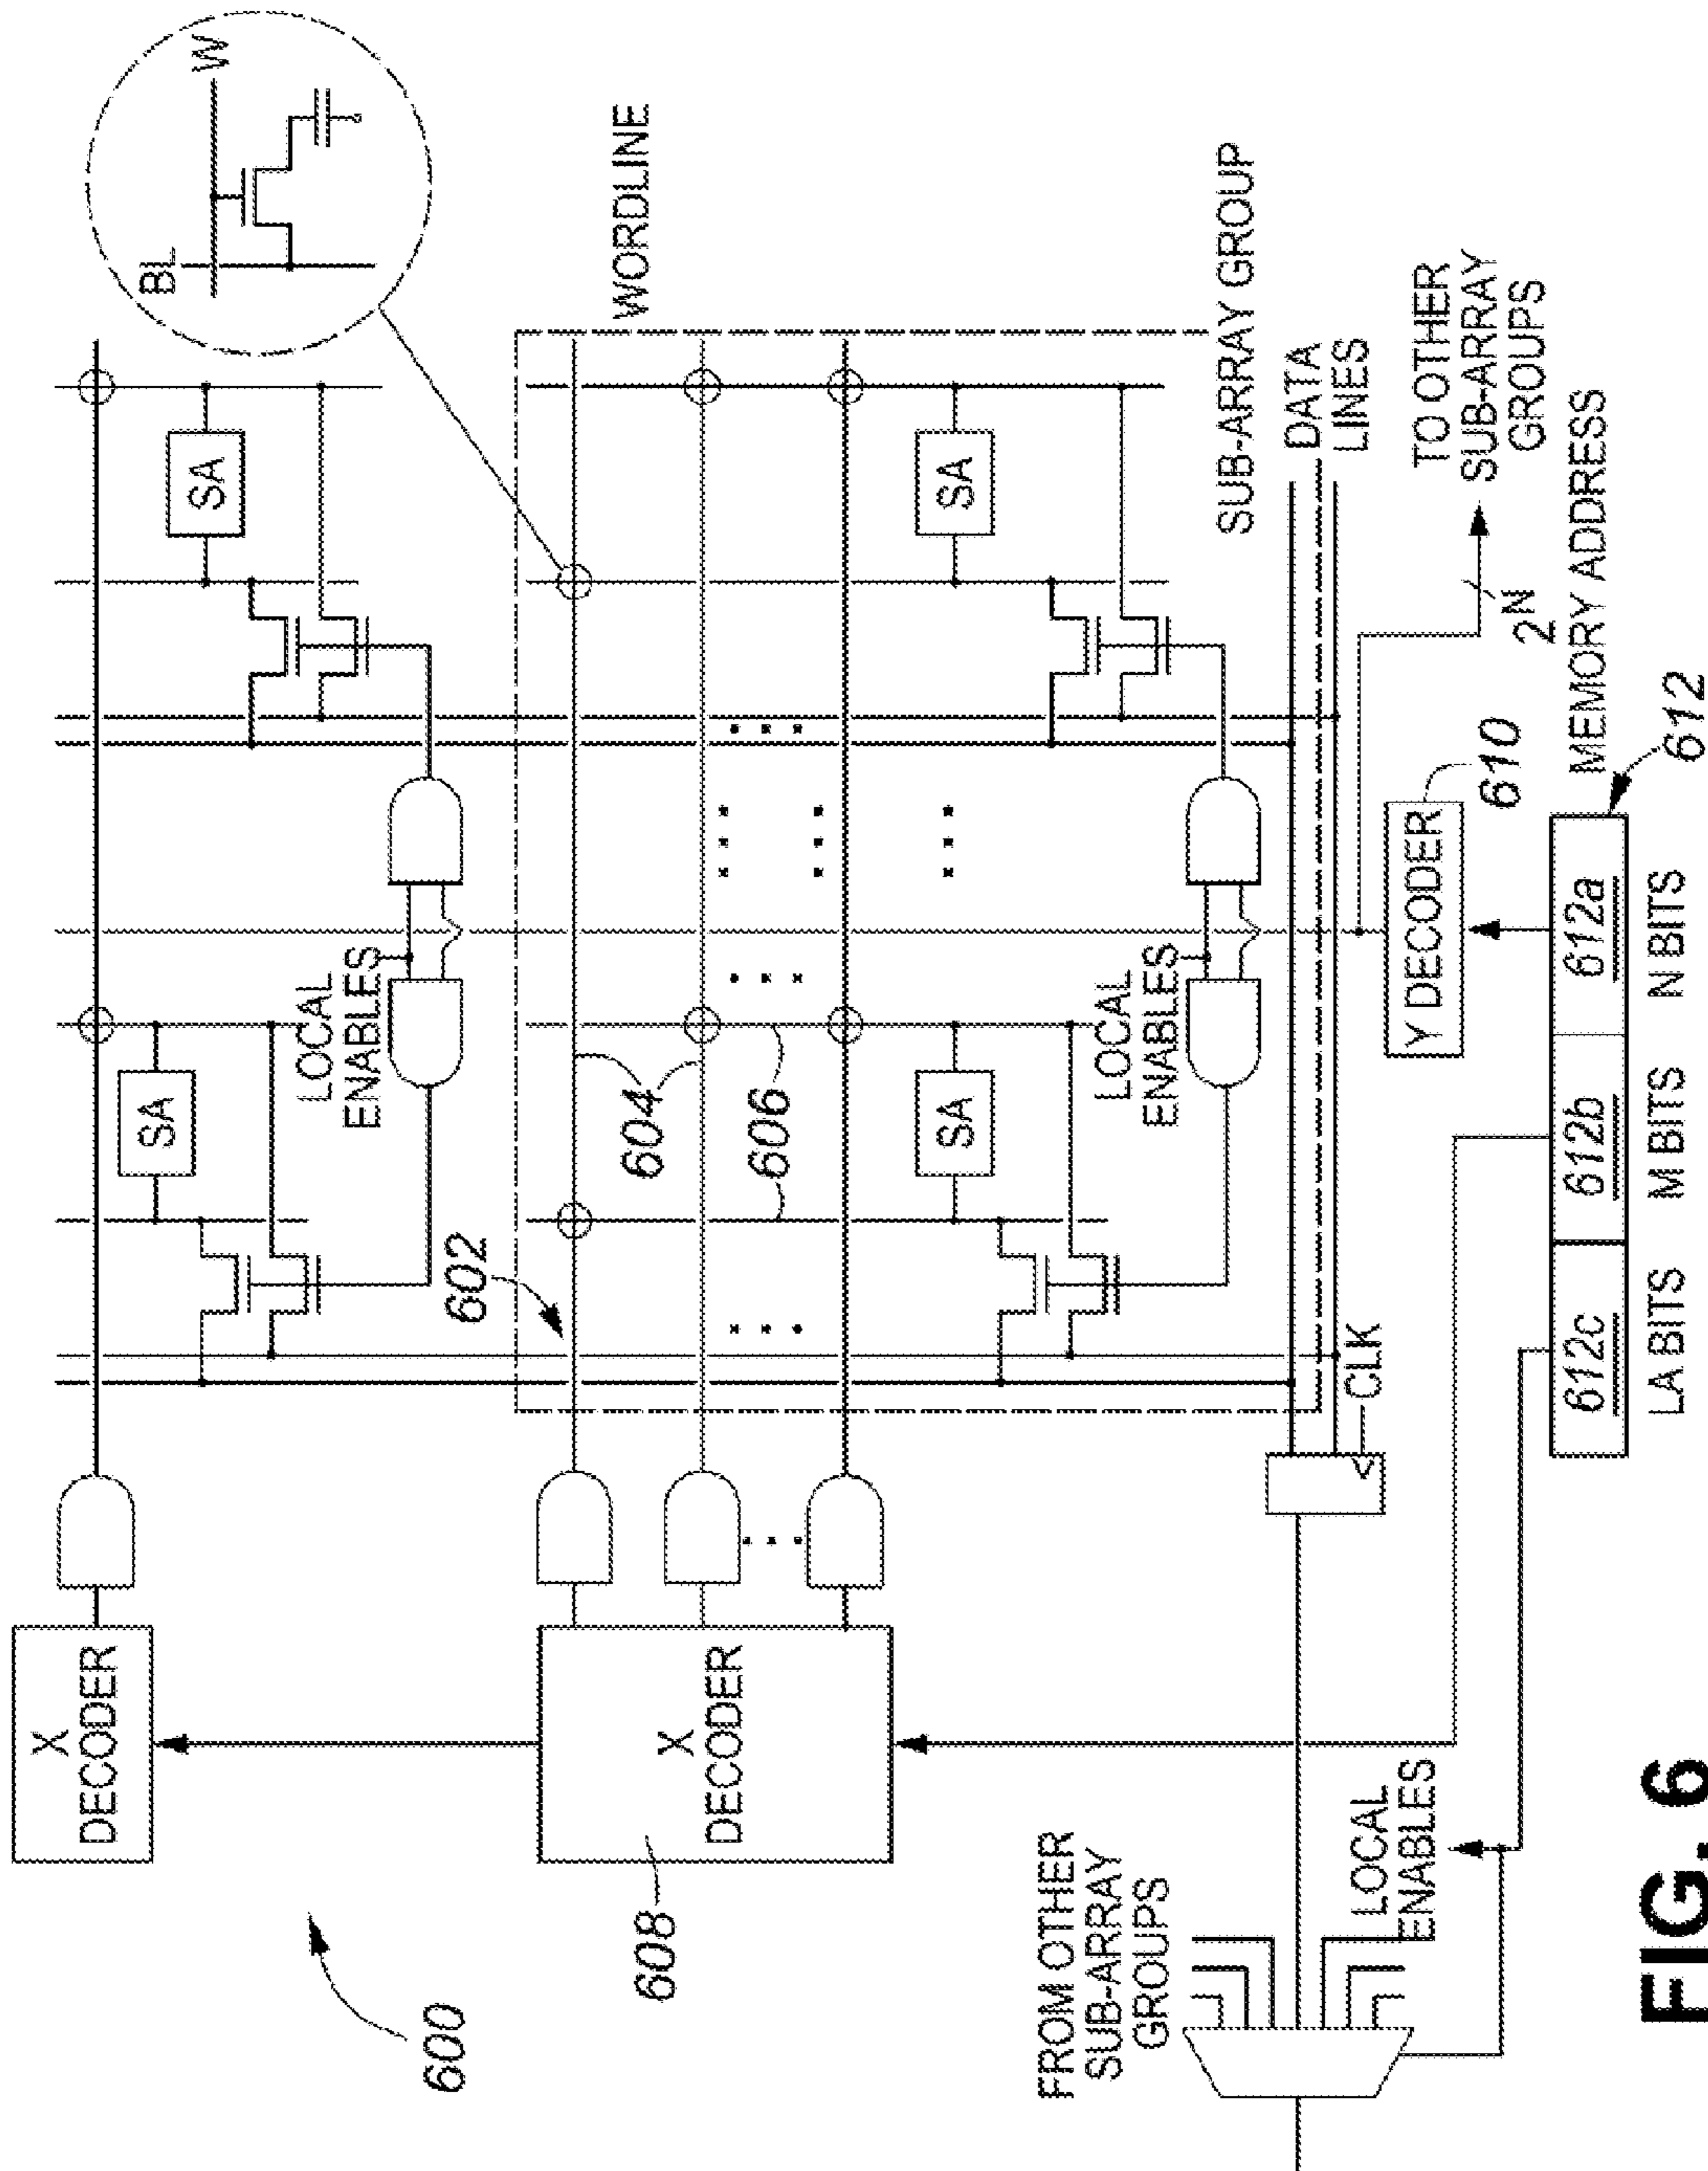 600
X
DECODER
X
DECODER
608
BL
W
SA
SA
LOCAL
ENABLES
602
604
606
WORDLINE
SA
SA
LOCAL
ENABLES
SUB-ARRAY GROUP
DATA
LINES
CLK
FROM OTHER
SUB-ARRAY
GROUPS
LOCAL
ENABLES
Y DECODER
610
2N
TO OTHER
SUB-ARRAY
GROUPS
MEMORY ADDRESS
612
612c
612b
612a
LA BITS
M BITS
N BITS
FIG. 6